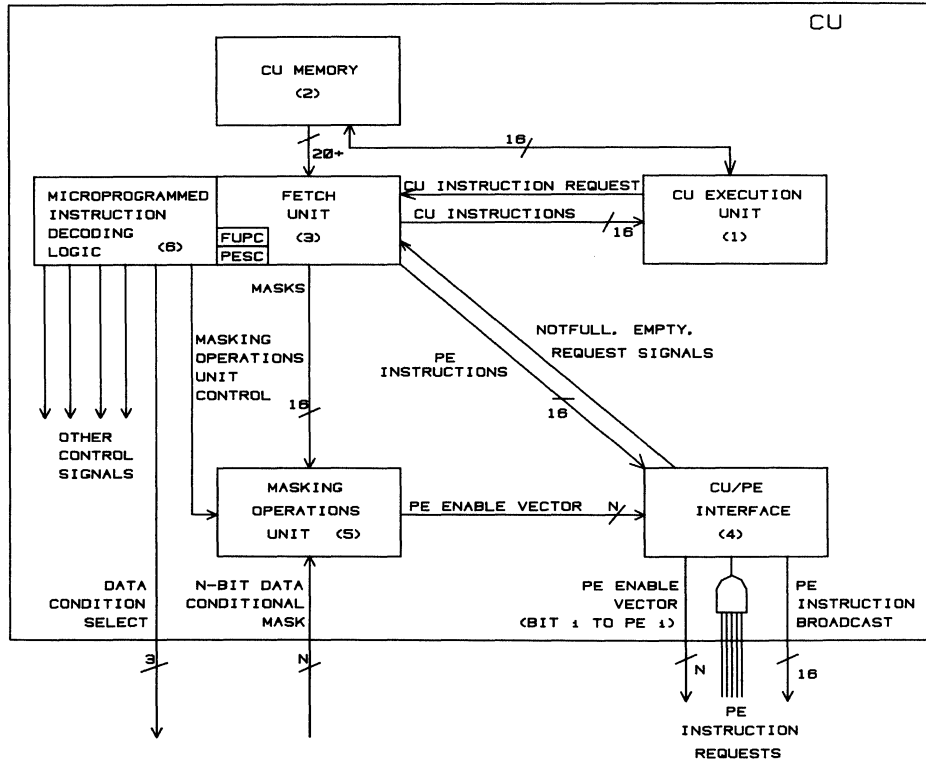 CU
CU MEMORY
(2)
20+
16
MICROPROGRAMMED
INSTRUCTION
DECODING
LOGIC (6)
FETCH
UNIT
(3)
FUPC
PESC
CU INSTRUCTION REQUEST
CU INSTRUCTIONS
16
CU EXECUTION
UNIT
(1)
MASKS
MASKING
OPERATIONS
UNIT
CONTROL
16
PE
INSTRUCTIONS
16
NOTFULL, EMPTY,
REQUEST SIGNALS
OTHER
CONTROL
SIGNALS
MASKING
OPERATIONS
UNIT (5)
PE ENABLE VECTOR N
CU/PE
INTERFACE
(4)
DATA
CONDITION
SELECT
N-BIT DATA
CONDITIONAL
MASK
PE ENABLE
VECTOR
(BIT i TO PE i)
PE
INSTRUCTION
BROADCAST
3
N
N
16
PE
INSTRUCTION
REQUESTS